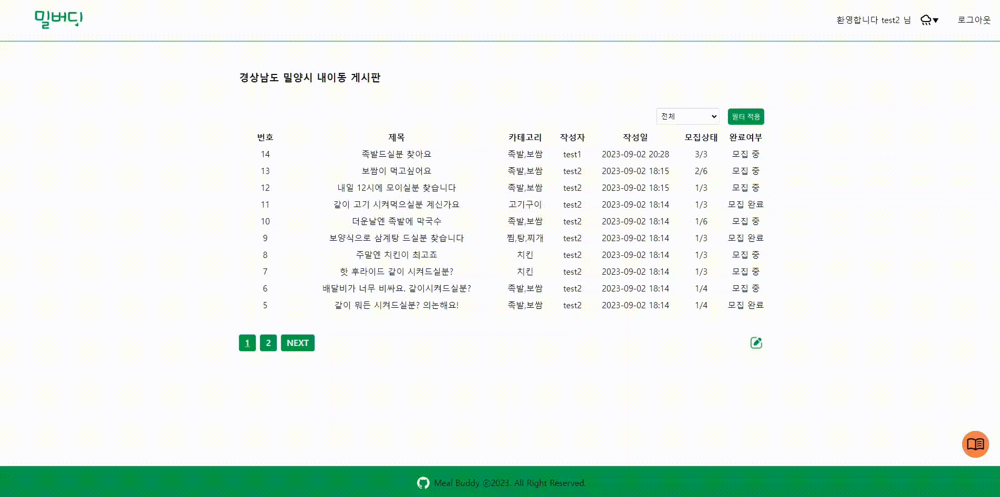 밀버디
환영합니다 test2 님 ▼ 로그아웃
경상남도 밀양시 내이동 게시판
전체 필터 적용
번호 제목 카테고리 작성자 작성일 모집상태 완료여부
14 족발드실분 찾아요 족발,보쌈 test1 2023-09-02 20:28 3/3 모집 중
13 보쌈이 먹고싶어요 족발,보쌈 test2 2023-09-02 18:15 2/6 모집 중
12 내일 12시에 모이실분 찾습니다 족발,보쌈 test2 2023-09-02 18:15 1/3 모집 중
11 같이 고기 시켜먹으실분 계신가요 고기구이 test2 2023-09-02 18:14 1/3 모집 완료
10 더운날엔 족발에 막국수 족발,보쌈 test2 2023-09-02 18:14 1/6 모집 중
9 보양식으로 삼계탕 드실분 찾습니다 찜,탕,찌개 test2 2023-09-02 18:14 1/3 모집 완료
8 주말엔 치킨이 최고죠 치킨 test2 2023-09-02 18:14 1/3 모집 중
7 핫 후라이드 같이 시켜드실분? 치킨 test2 2023-09-02 18:14 1/3 모집 중
6 배달비가 너무 비싸요. 같이시켜드실분? 족발,보쌈 test2 2023-09-02 18:14 1/4 모집 중
5 같이 뭐든 시켜드실분? 의논해요! 족발,보쌈 test2 2023-09-02 18:14 1/4 모집 완료
1 2 NEXT
Meal Buddy ⓒ2023. All Right Reserved.